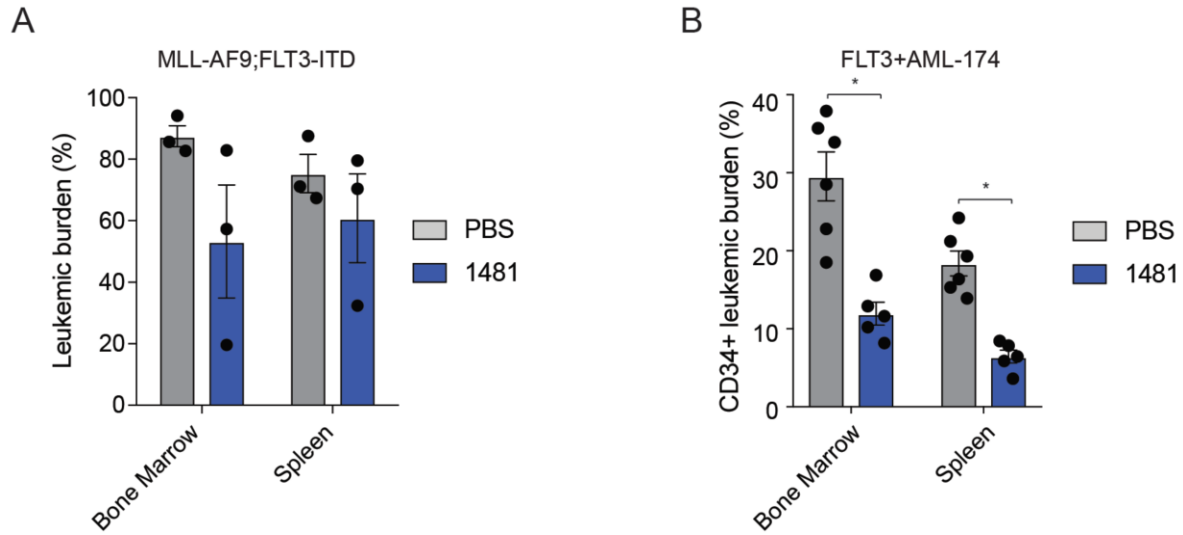 A
MLL-AF9;FLT3-ITD
Leukemic burden (%)
100
80
60
40
20
0
Bone Marrow
Spleen
PBS
1481
B
FLT3+AML-174
CD34+ leukemic burden (%)
40
30
20
10
0
*
*
Bone Marrow
Spleen
PBS
1481